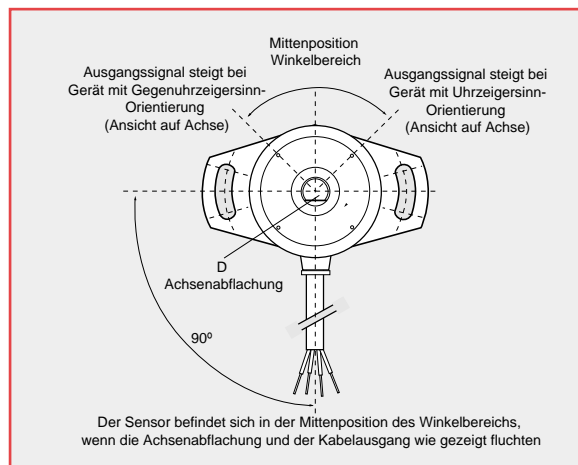 Mittenposition
Winkelbereich
Ausgangssignal steigt bei
Gerät mit Gegenuhrzeigersinn-
Orientierung
(Ansicht auf Achse)
Ausgangssignal steigt bei
Gerät mit Uhrzeigersinn-
Orientierung
(Ansicht auf Achse)
D
Achsenabflachung
90º
Der Sensor befindet sich in der Mittenposition des Winkelbereichs,
wenn die Achsenabflachung und der Kabelausgang wie gezeigt fluchten